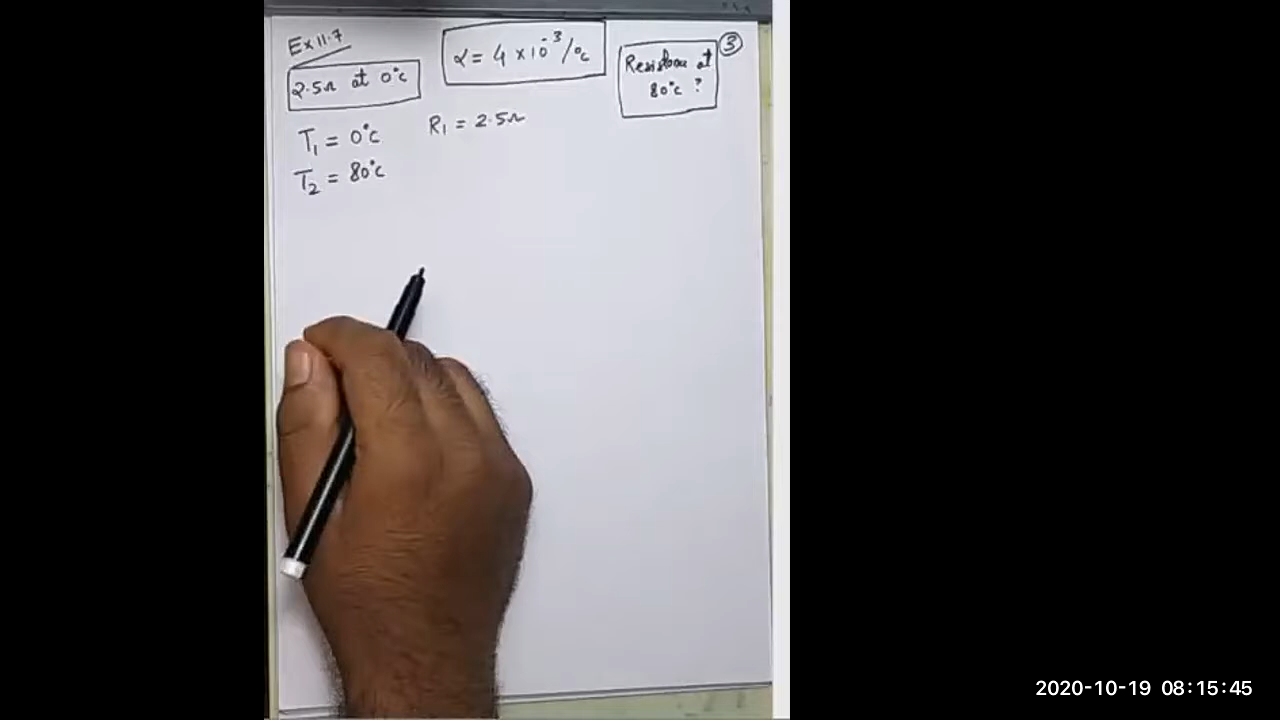 Ex 11.7
α = 4 × 10⁻³ /°C
3
2.5Ω at 0°C
at
80°C ?
T₁ = 0°C R₁ = 2.5Ω
T₂ = 80°C
2020-10-19 08:15:45